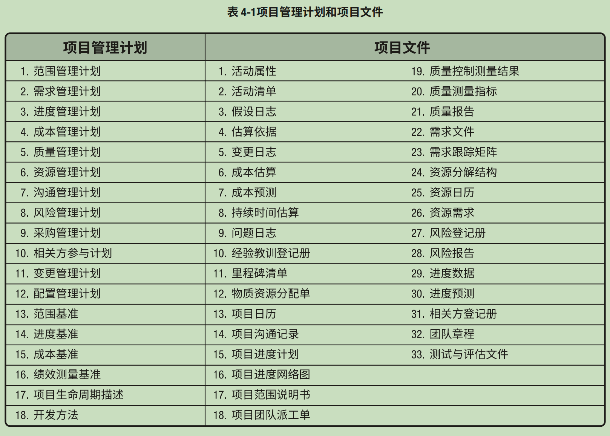 表 4-1项目管理计划和项目文件
项目管理计划 项目文件
1. 范围管理计划 1. 活动属性 19. 质量控制测量结果
2. 需求管理计划 2. 活动清单 20. 质量测量指标
3. 进度管理计划 3. 假设日志 21. 质量报告
4. 成本管理计划 4. 估算依据 22. 需求文件
5. 质量管理计划 5. 变更日志 23. 需求跟踪矩阵
6. 资源管理计划 6. 成本估算 24. 资源分解结构
7. 沟通管理计划 7. 成本预测 25. 资源日历
8. 风险管理计划 8. 持续时间估算 26. 资源需求
9. 采购管理计划 9. 问题日志 27. 风险登记册
10. 相关方参与计划 10. 经验教训登记册 28. 风险报告
11. 变更管理计划 11. 里程碑清单 29. 进度数据
12. 配置管理计划 12. 物质资源分配单 30. 进度预测
13. 范围基准 13. 项目日历 31. 相关方登记册
14. 进度基准 14. 项目沟通记录 32. 团队章程
15. 成本基准 15. 项目进度计划 33. 测试与评估文件
16. 绩效测量基准 16. 项目进度网络图
17. 项目生命周期描述 17. 项目范围说明书
18. 开发方法 18. 项目团队派工单